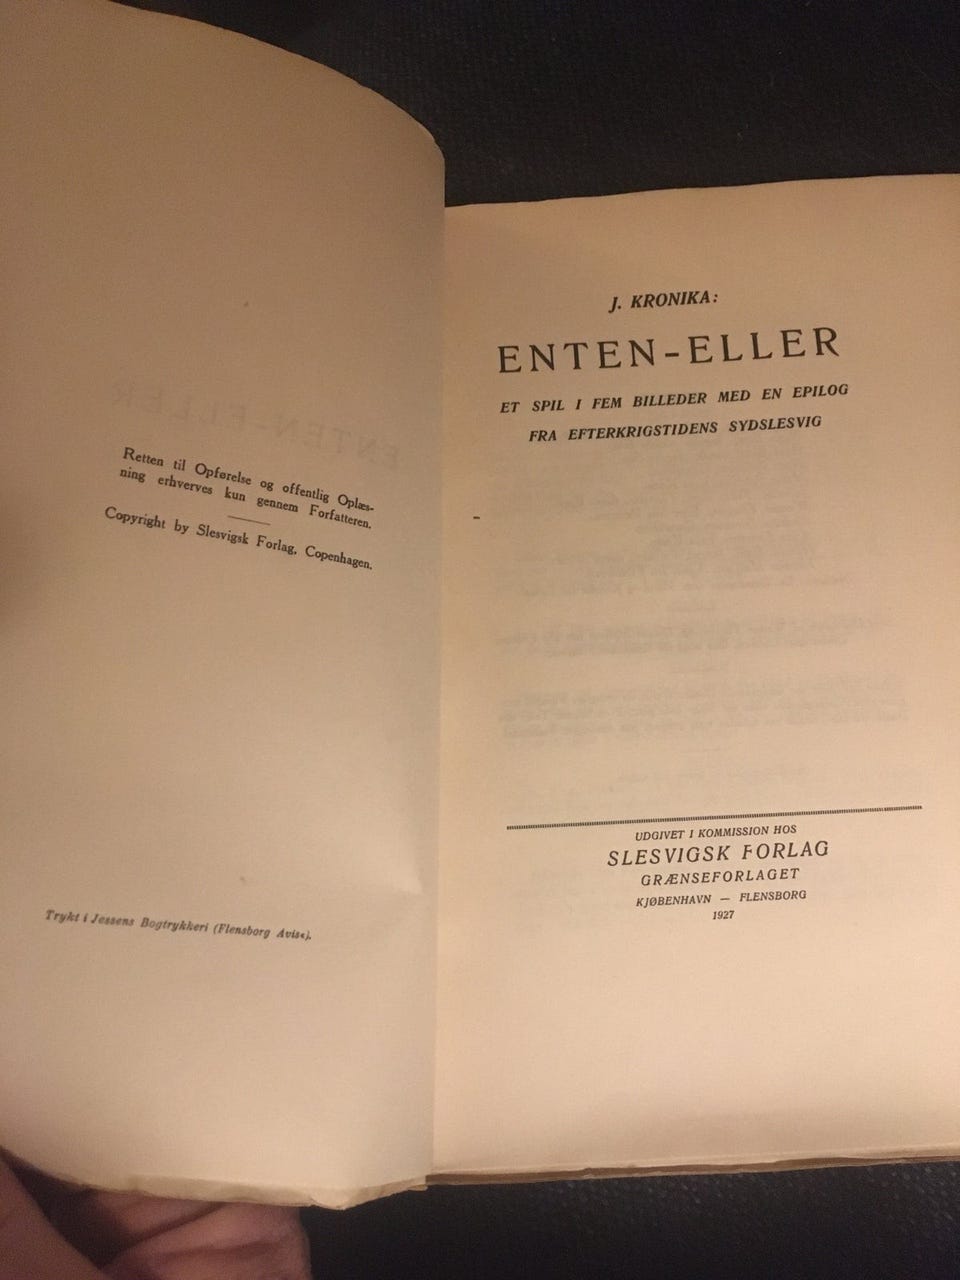 Retten til Opførelse og offentlig Oplæs-
ning erhverves kun gennem Forfatteren.
Copyright by Slesvigsk Forlag, Copenhagen.
Trykt i Jessens Bogtrykkeri (Flensborg Avis«).
J. KRONIKA:
ENTEN-ELLER
ET SPIL I FEM BILLEDER MED EN EPILOG
FRA EFTERKRIGSTIDENS SYDSLESVIG
UDGIVET I KOMMISSION HOS
SLESVIGSK FORLAG
GRÆNSEFORLAGET
KJØBENHAVN — FLENSBORG
1927